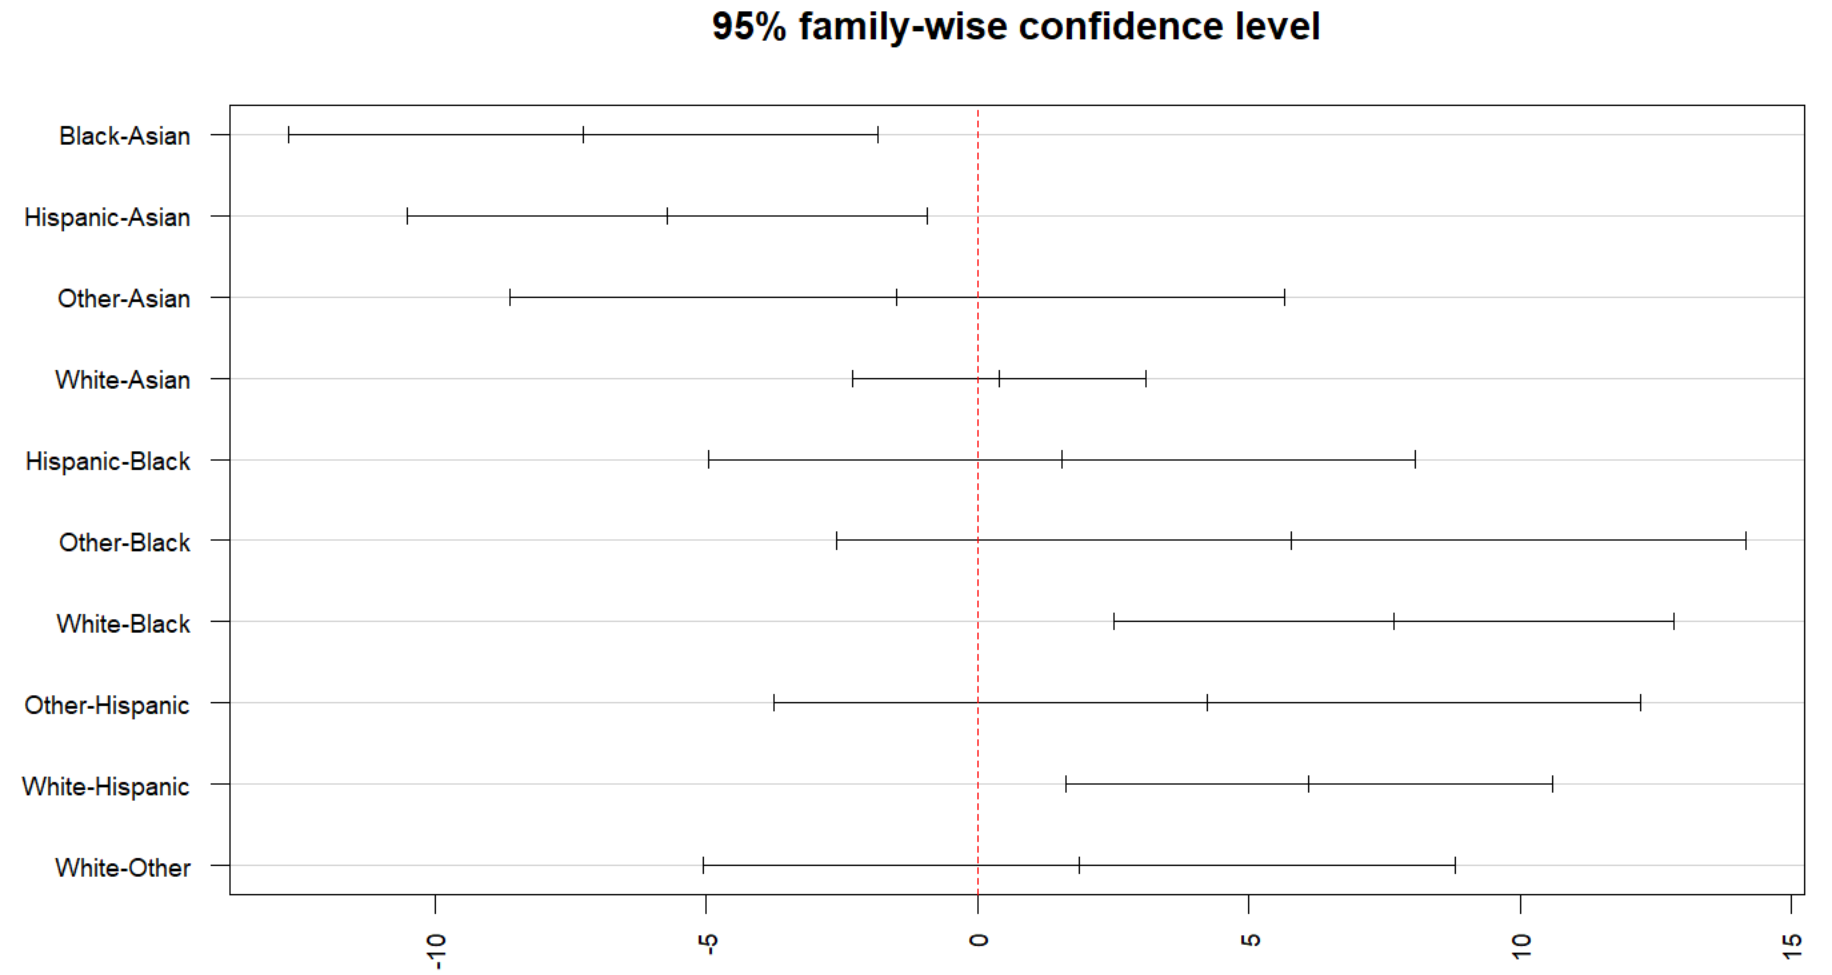 95% family-wise confidence level
Black-Asian
Hispanic-Asian
Other-Asian
White-Asian
Hispanic-Black
Other-Black
White-Black
Other-Hispanic
White-Hispanic
White-Other
-10 -5 0 5 10 15